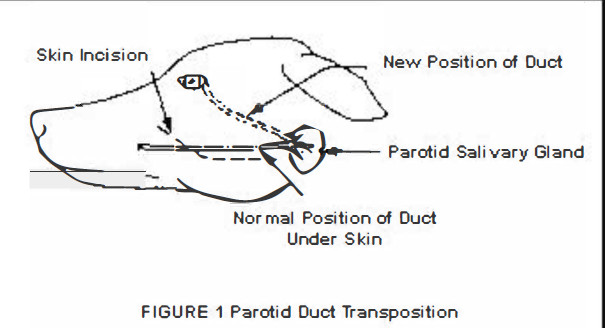 Skin Incision
New Position of Duct
Parotid Salivary Gland
Normal Position of Duct
Under Skin
FIGURE 1 Parotid Duct Transposition